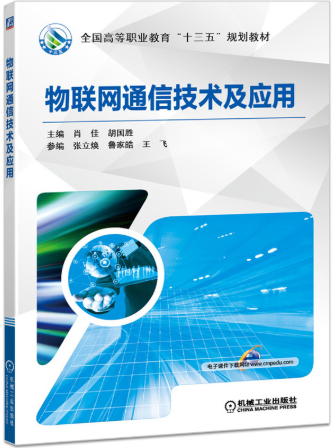 全国高等职业教育“十三五”规划教材
物联网通信技术及应用
主编 肖 佳 胡国胜
参编 张立焕 鲁家皓 王 飞
电子课件下载网址www.cmpedu.com
机械工业出版社
CHINA MACHINE PRESS
物联网通信技术及应用
机械工业出版社